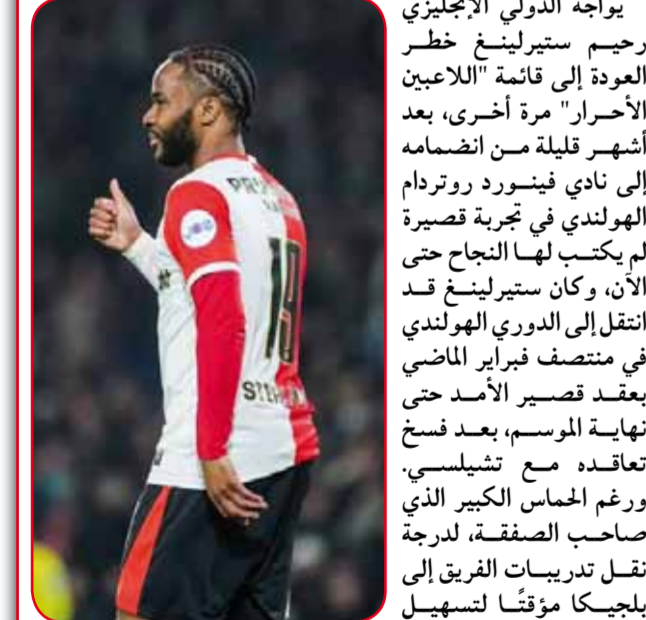 يواجه الدولي الإنجليزي
رحيم ستيرلينغ خطر
العودة إلى قائمة "اللاعبين
الأحرار" مرة أخرى، بعد
أشهر قليلة من انضمامه
إلى نادي فينورد روتردام
الهولندي في تجربة قصيرة
لم يكتب لها النجاح حتى
الآن، وكان ستيرلينغ قد
انتقل إلى الدوري الهولندي
في منتصف فبراير الماضي
بعقد قصير الأمد حتى
نهاية الموسم، بعد فسخ
تعاقده مع تشيلسي.
ورغم الحماس الكبير الذي
صاحب الصفقة، لدرجة
نقل تدريبات الفريق إلى
بلجيكا مؤقتًا لتسهيل
19